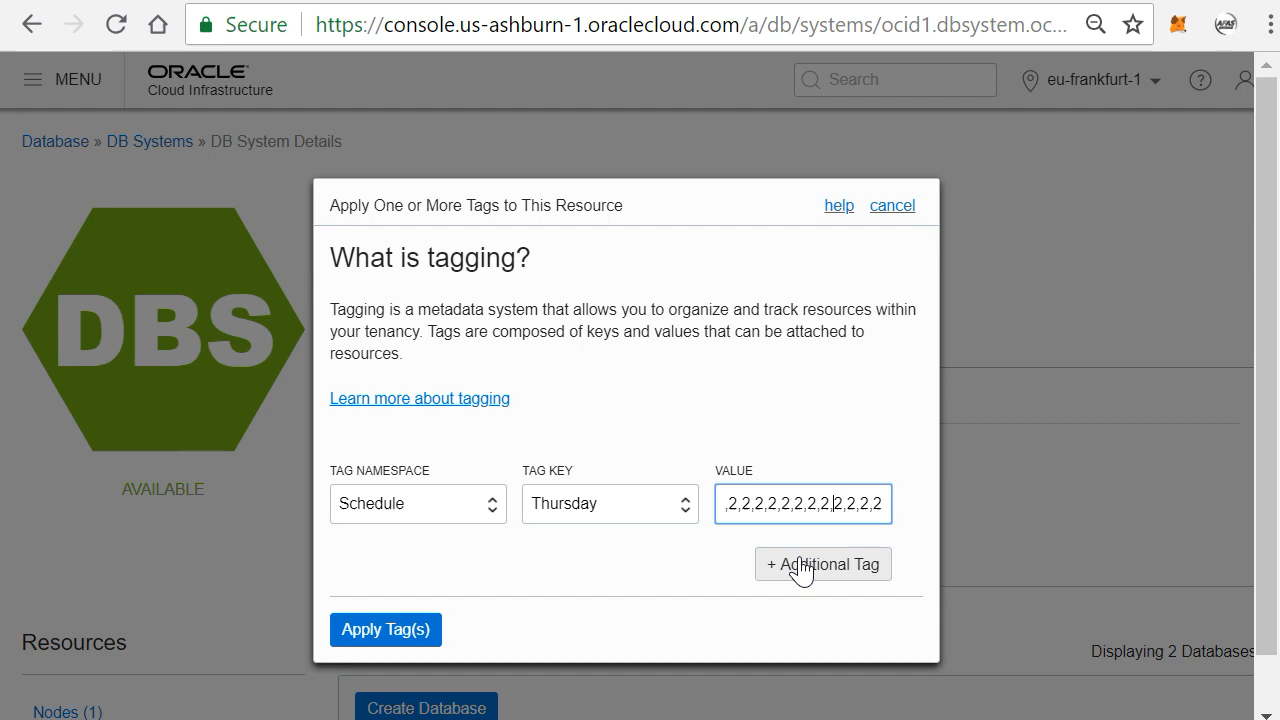 Secure
https://console.us-ashburn-1.oraclecloud.com/a/db/systems/ocid1.dbsystem.oc...
MENU
ORACLE
Cloud Infrastructure
Search
eu-frankfurt-1
?
Database » DB Systems » DB System Details
DBS
AVAILABLE
Apply One or More Tags to This Resource
help
cancel
What is tagging?
Tagging is a metadata system that allows you to organize and track resources within
your tenancy. Tags are composed of keys and values that can be attached to
resources.
Learn more about tagging
TAG NAMESPACE
TAG KEY
VALUE
Schedule
Thursday
,2,2,2,2,2,2,2,2,2,2,2,2
+ Additional Tag
Apply Tag(s)
Resources
Displaying 2 Databases
Nodes (1)
Create Database